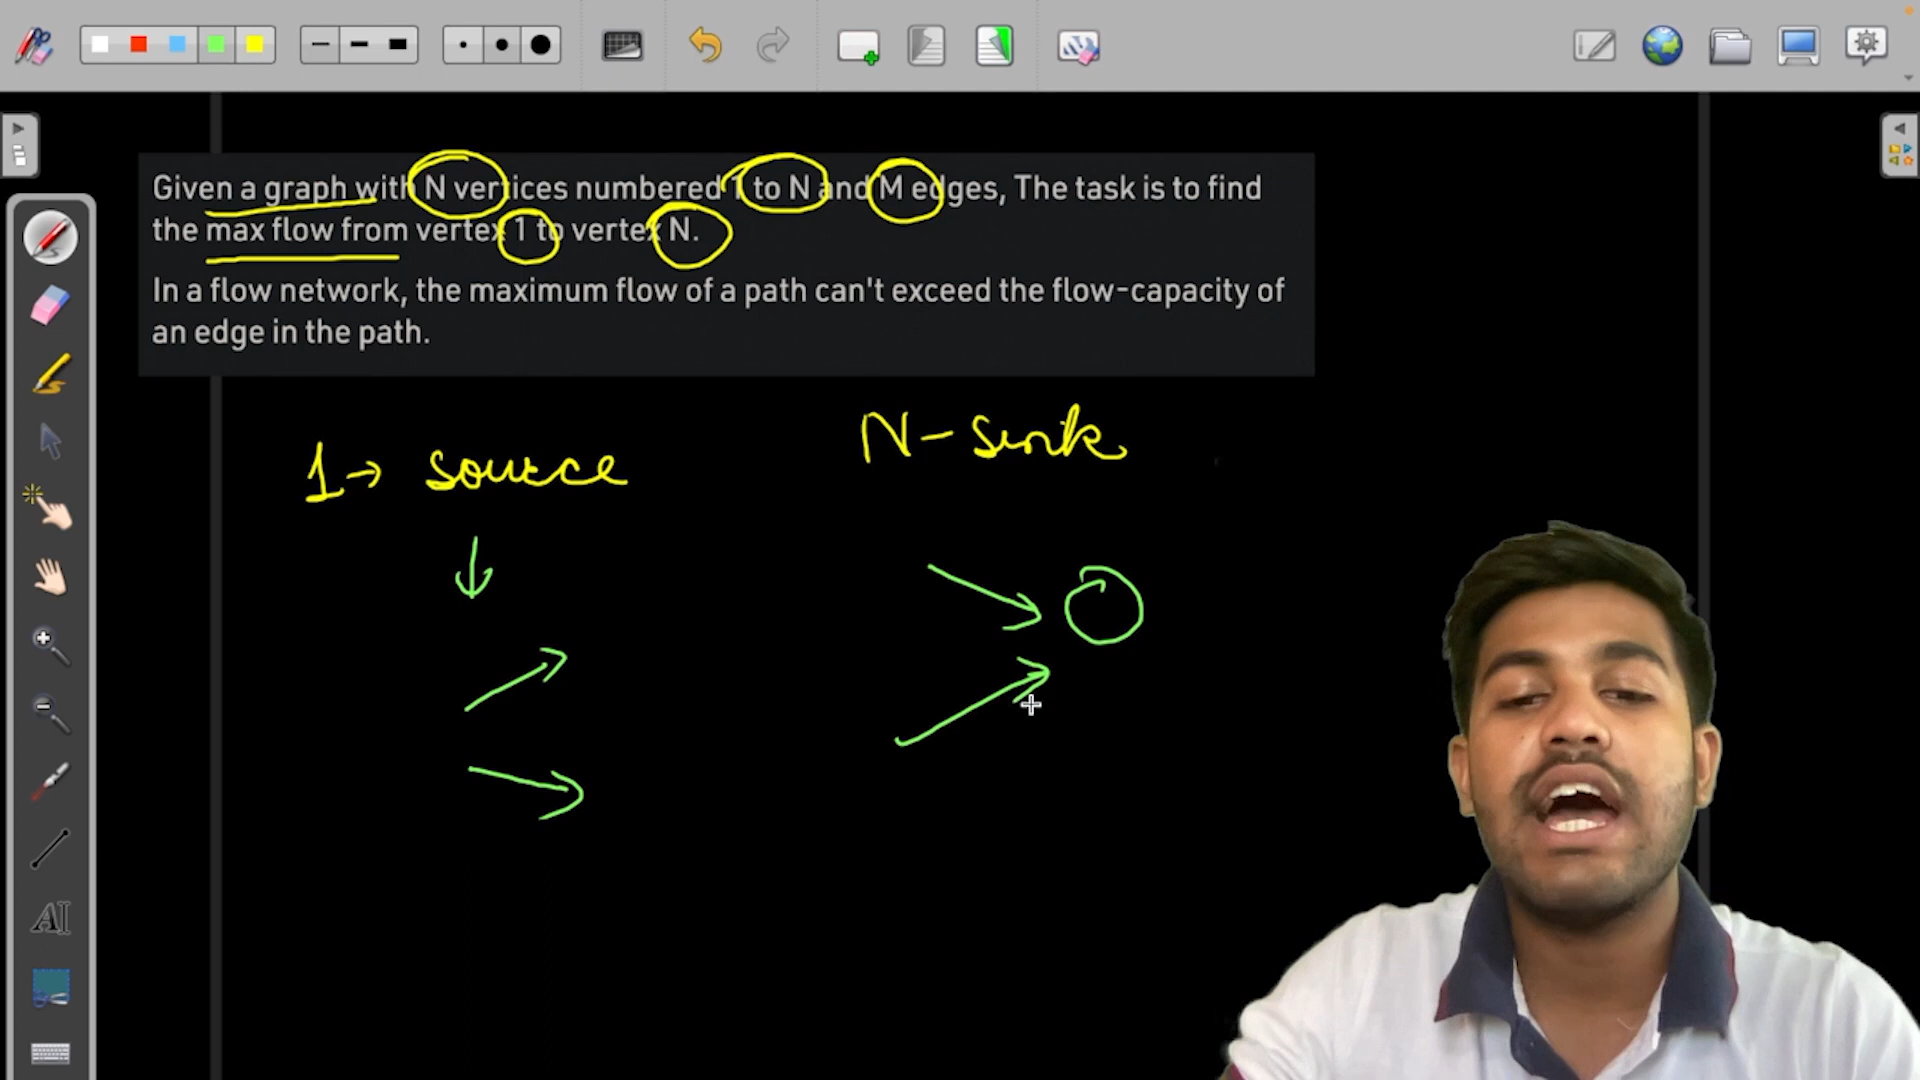 Given a graph with N vertices numbered 1 to N and M edges, The task is to find
the max flow from vertex 1 to vertex N.
In a flow network, the maximum flow of a path can't exceed the flow-capacity of
an edge in the path.
N - Sink
1 → source
AI